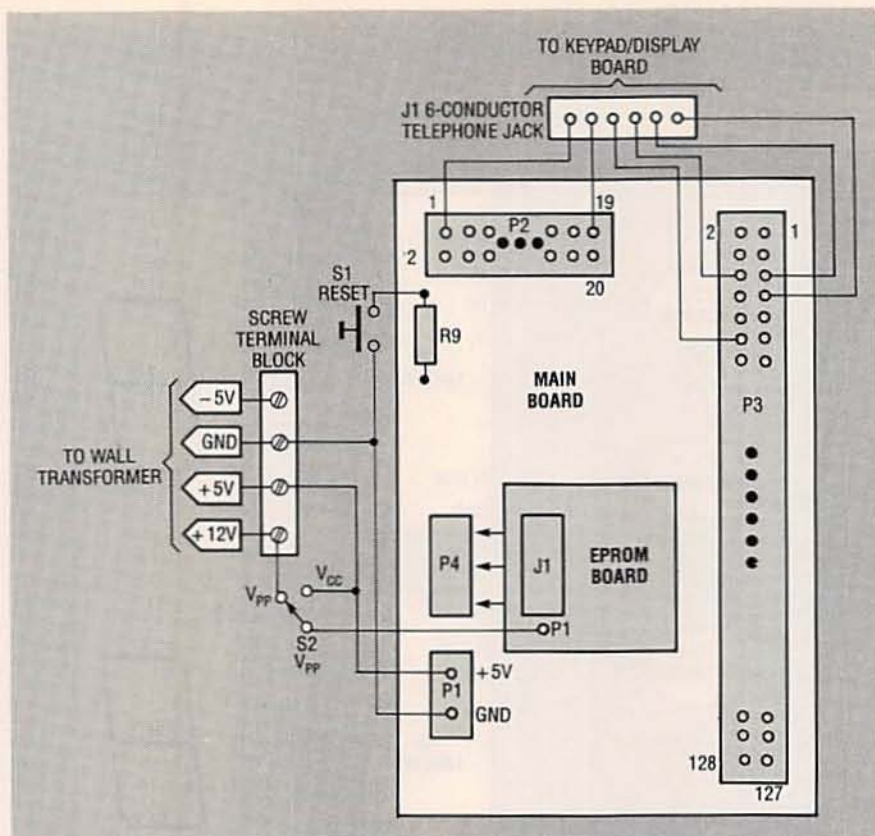 TO KEYPAD/DISPLAY
BOARD
J1 6-CONDUCTOR
TELEPHONE JACK
1
19
P2
2
20
2
1
S1
RESET
R9
SCREW
TERMINAL
BLOCK
MAIN
BOARD
P3
-5V
GND
TO WALL
TRANSFORMER
+5V
+12V
P4
J1
EPROM
BOARD
VCC
VPP
P1
S2
VPP
+5V
P1
GND
128
127